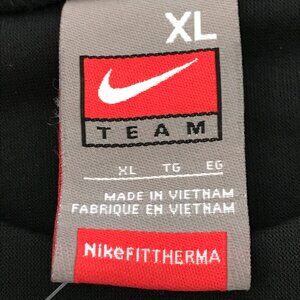 XL
TEAM
XL TG EG
MADE IN VIETNAM
FABRIQUE EN VIETNAM
NikeFITTHERMA